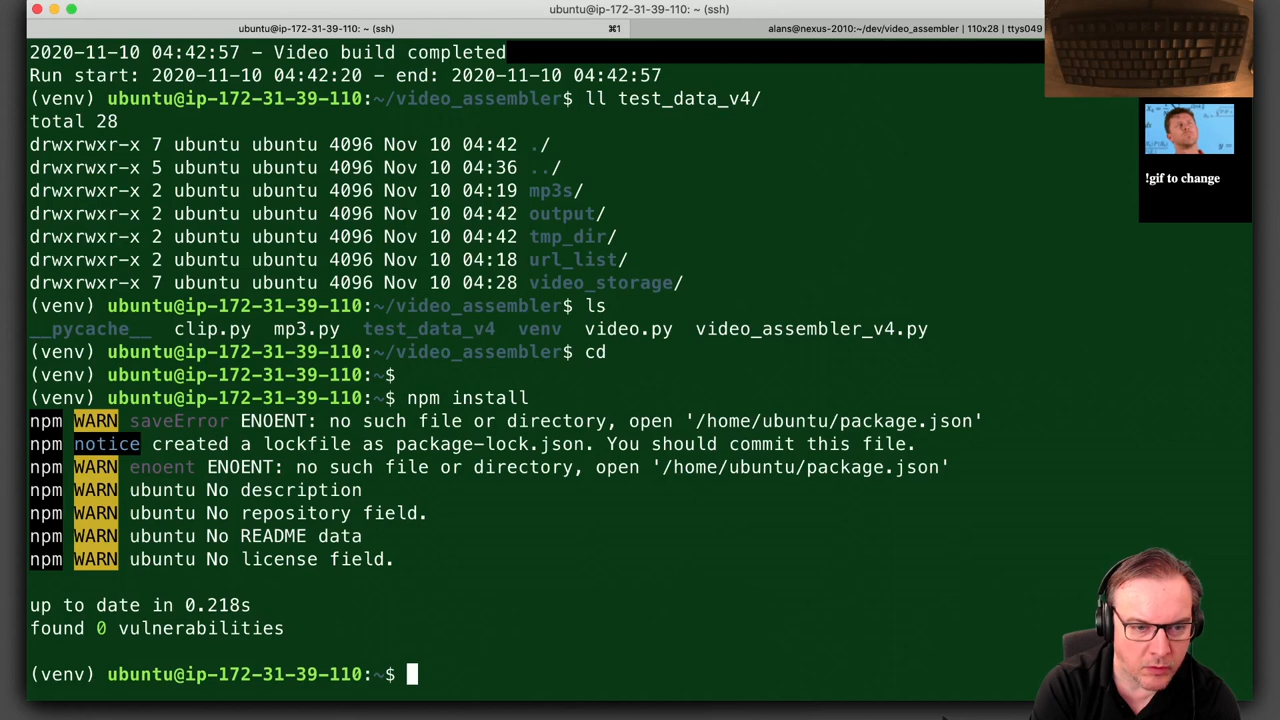 ubuntu@ip-172-31-39-110: ~ (ssh)
ubuntu@ip-172-31-39-110: ~ (ssh) ⌘1 alans@nexus-2010:~/dev/video_assembler | 110x28 | ttys049
2020-11-10 04:42:57 - Video build completed
Run start: 2020-11-10 04:42:20 - end: 2020-11-10 04:42:57
(venv) ubuntu@ip-172-31-39-110:~/video_assembler$ ll test_data_v4/
total 28
drwxrwxr-x 7 ubuntu ubuntu 4096 Nov 10 04:42 ./
drwxrwxr-x 5 ubuntu ubuntu 4096 Nov 10 04:36 ../
drwxrwxr-x 2 ubuntu ubuntu 4096 Nov 10 04:19 mp3s/
drwxrwxr-x 2 ubuntu ubuntu 4096 Nov 10 04:42 output/
drwxrwxr-x 2 ubuntu ubuntu 4096 Nov 10 04:42 tmp_dir/
drwxrwxr-x 2 ubuntu ubuntu 4096 Nov 10 04:18 url_list/
drwxrwxr-x 7 ubuntu ubuntu 4096 Nov 10 04:28 video_storage/
(venv) ubuntu@ip-172-31-39-110:~/video_assembler$ ls
__pycache__ clip.py mp3.py test_data_v4 venv video.py video_assembler_v4.py
(venv) ubuntu@ip-172-31-39-110:~/video_assembler$ cd
(venv) ubuntu@ip-172-31-39-110:~$
(venv) ubuntu@ip-172-31-39-110:~$ npm install
npm WARN saveError ENOENT: no such file or directory, open '/home/ubuntu/package.json'
npm notice created a lockfile as package-lock.json. You should commit this file.
npm WARN enoent ENOENT: no such file or directory, open '/home/ubuntu/package.json'
npm WARN ubuntu No description
npm WARN ubuntu No repository field.
npm WARN ubuntu No README data
npm WARN ubuntu No license field.
up to date in 0.218s
found 0 vulnerabilities
(venv) ubuntu@ip-172-31-39-110:~$
!gif to change